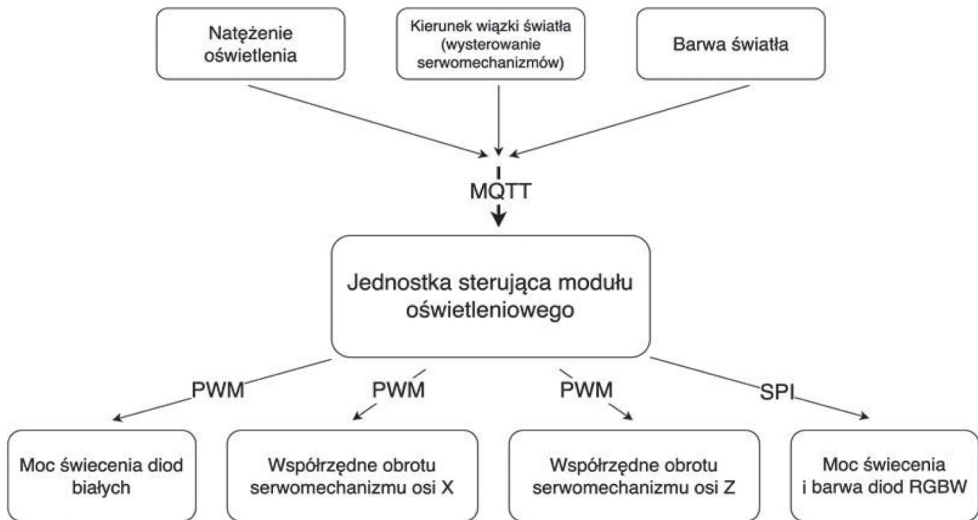 Natężenie
oświetlenia
Kierunek wiązki światła
(wysterowanie
serwomechanizmów)
Barwa światła
MQTT
Jednostka sterująca modułu
oświetleniowego
PWM
PWM
PWM
SPI
Moc świecenia diod
białych
Współrzędne obrotu
serwomechanizmu osi X
Współrzędne obrotu
serwomechanizmu osi Z
Moc świecenia
i barwa diod RGBW